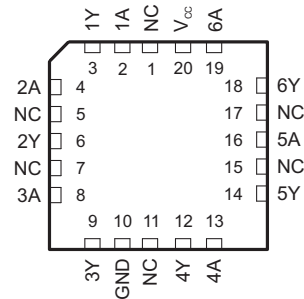 1Y 1A NC Vcc 6A
3 2 1 20 19
2A 4 18 6Y
NC 5 17 NC
2Y 6 16 5A
NC 7 15 NC
3A 8 14 5Y
9 10 11 12 13
3Y GND NC 4Y 4A